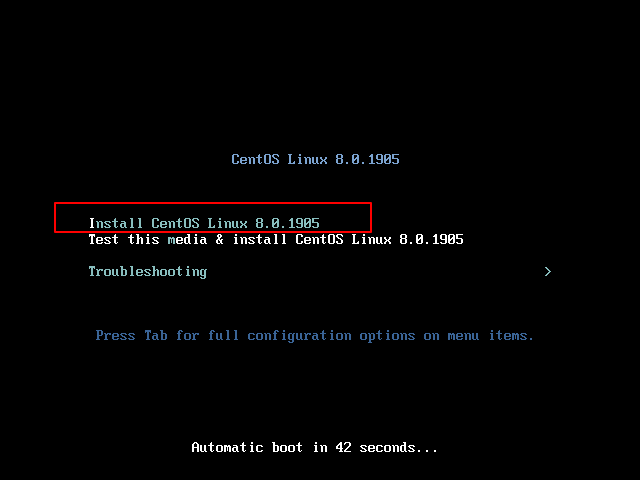 CentOS Linux 8.0.1905
Install CentOS Linux 8.0.1905
Test this media & install CentOS Linux 8.0.1905
Troubleshooting >
Press Tab for full configuration options on menu items.
Automatic boot in 42 seconds...